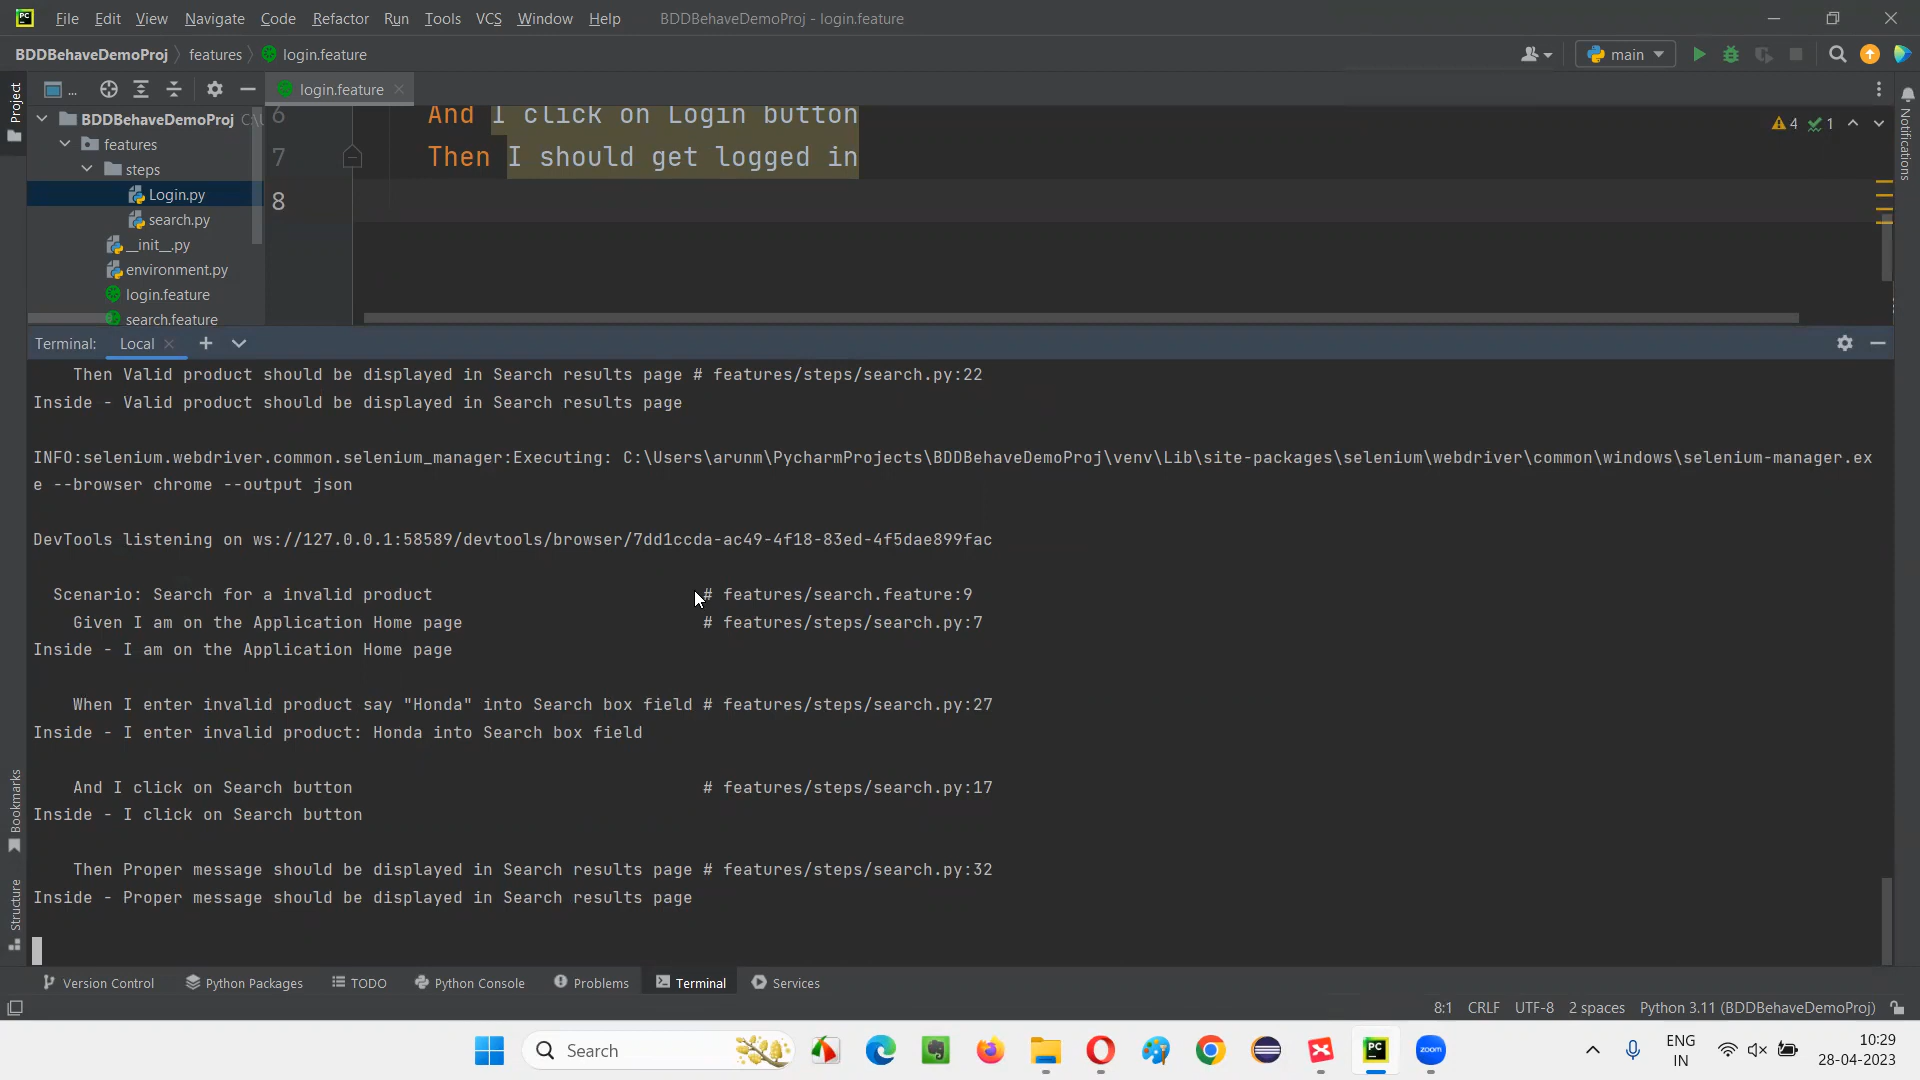 File Edit View Navigate Code Refactor Run Tools VCS Window Help BDDBehaveDemoProj - login.feature
BDDBehaveDemoProj features login.feature
main
Project
...
login.feature
BDDBehaveDemoProj
features
steps
Login.py
search.py
__init__.py
environment.py
login.feature
search.feature
6 And I click on Login button
7 Then I should get logged in
8
4 1
Notifications
Terminal: Local
Then Valid product should be displayed in Search results page # features/steps/search.py:22
Inside - Valid product should be displayed in Search results page
INFO:selenium.webdriver.common.selenium_manager:Executing: C:\Users\arunm\PycharmProjects\BDDBehaveDemoProj\venv\Lib\site-packages\selenium\webdriver\common\windows\selenium-manager.ex
e --browser chrome --output json
DevTools listening on ws://127.0.0.1:58589/devtools/browser/7dd1ccda-ac49-4f18-83ed-4f5dae899fac
Scenario: Search for a invalid product # features/search.feature:9
Given I am on the Application Home page # features/steps/search.py:7
Inside - I am on the Application Home page
When I enter invalid product say "Honda" into Search box field # features/steps/search.py:27
Inside - I enter invalid product: Honda into Search box field
And I click on Search button # features/steps/search.py:17
Inside - I click on Search button
Then Proper message should be displayed in Search results page # features/steps/search.py:32
Inside - Proper message should be displayed in Search results page
Bookmarks
Structure
Version Control Python Packages TODO Python Console Problems Terminal Services
8:1 CRLF UTF-8 2 spaces Python 3.11 (BDDBehaveDemoProj)
Search
PC
zoom
ENG
IN
10:29
28-04-2023